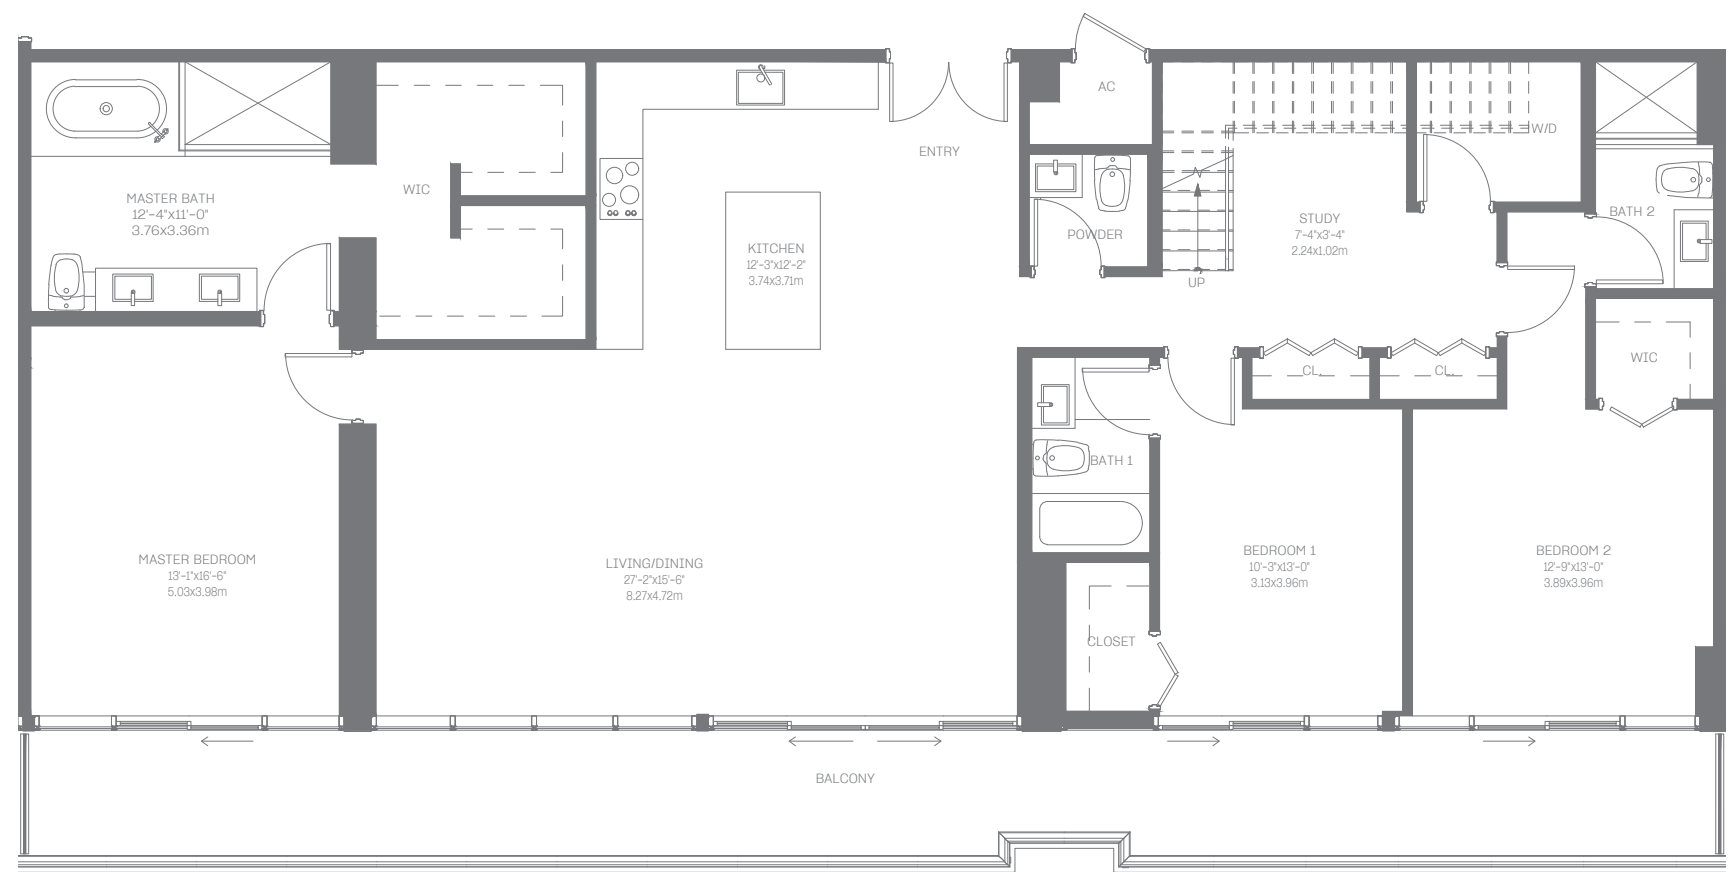 AC
W/D
ENTRY
MASTER BATH
12'-4"x11'-0"
3.76x3.36m
WIC
BATH 2
STUDY
7'-4"x3'-4"
2.24x1.02m
POWDER
KITCHEN
12'-3"x12'-2"
3.74x3.71m
UP
WIC
CL.
CL.
BATH 1
MASTER BEDROOM
13'-1"x16'-6"
5.03x3.98m
LIVING/DINING
27'-2"x15'-6"
8.27x4.72m
BEDROOM 1
10'-3"x13'-0"
3.13x3.96m
BEDROOM 2
12'-9"x13'-0"
3.89x3.96m
CLOSET
BALCONY